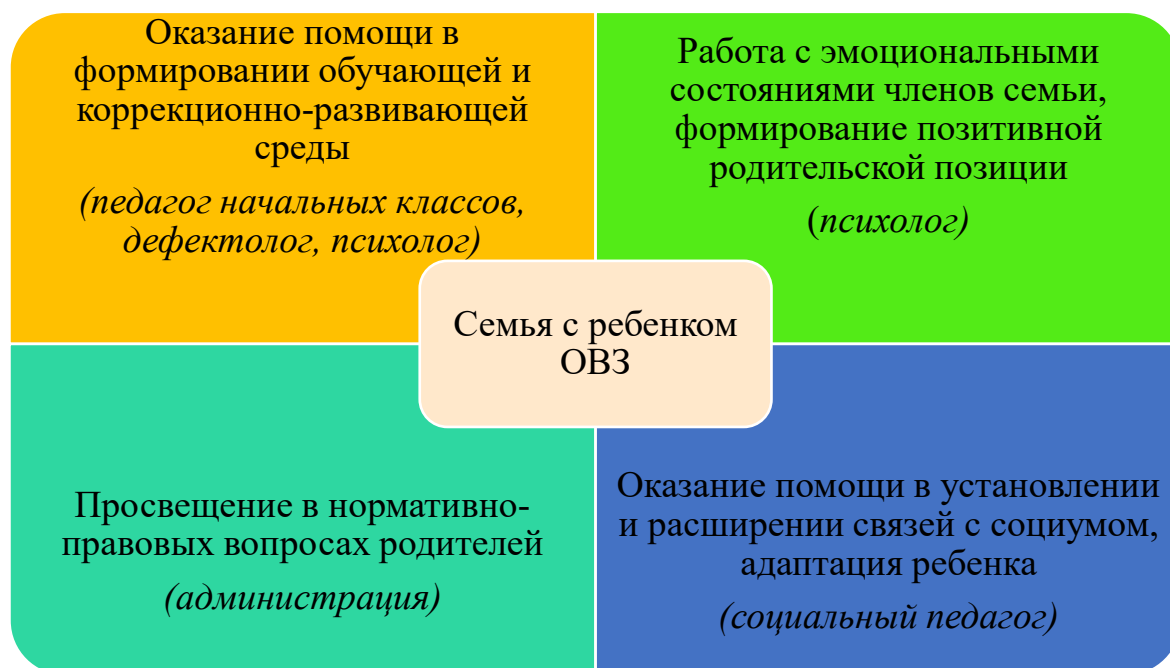 Оказание помощи в
формировании обучающей и
коррекционно-развивающей
среды
(педагог начальных классов,
дефектолог, психолог)
Работа с эмоциональными
состояниями членов семьи,
формирование позитивной
родительской позиции
(психолог)
Семья с ребенком
ОВЗ
Просвещение в нормативно-
правовых вопросах родителей
(администрация)
Оказание помощи в установлении
и расширении связей с социумом,
адаптация ребенка
(социальный педагог)